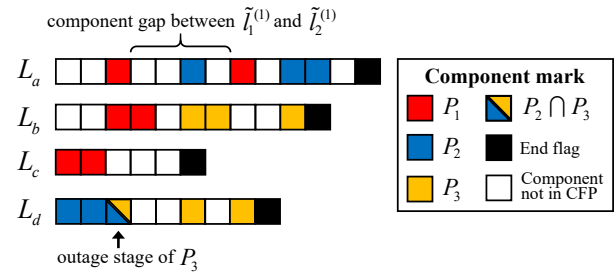 component gap between l̃₁⁽¹⁾ and l̃₂⁽¹⁾
L_a
L_b
L_c
L_d
outage stage of P₃
Component mark
P₁
P₂ ∩ P₃
P₂
End flag
P₃
Component
not in CFP